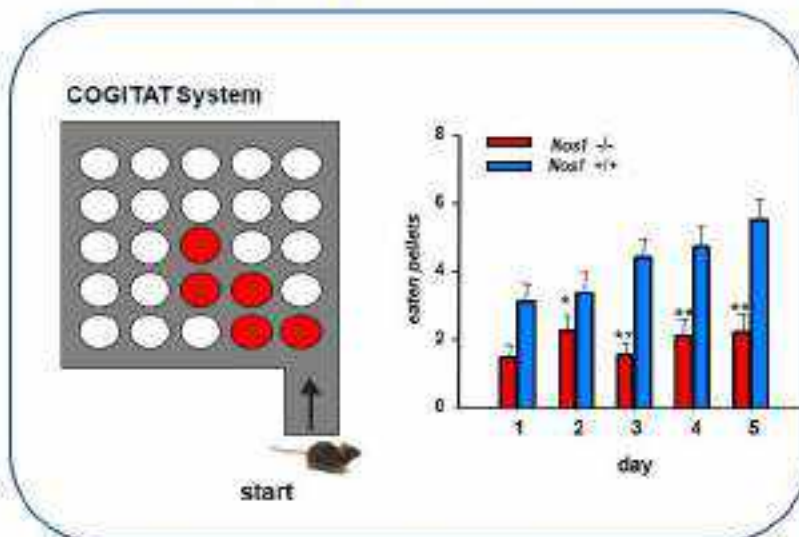 COGITAT System
start
eaten pellets
8
6
4
2
0
Nos1 -/-
Nos1 +/+
*
**
**
**
1 2 3 4 5
day